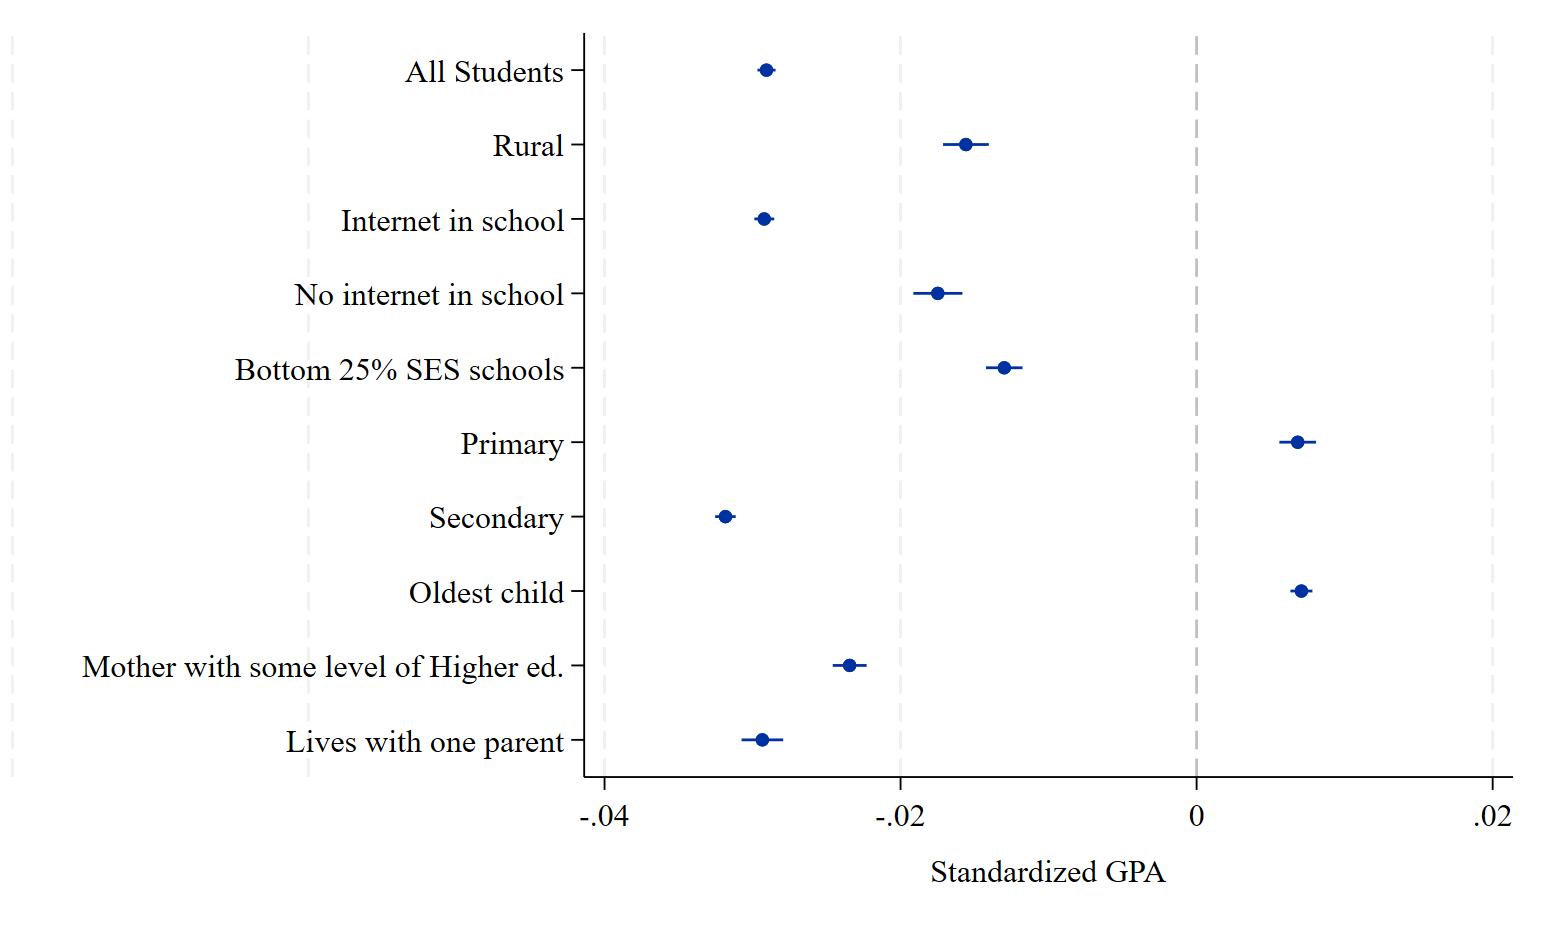 All Students
Rural
Internet in school
No internet in school
Bottom 25% SES schools
Primary
Secondary
Oldest child
Mother with some level of Higher ed.
Lives with one parent
-.04 -.02 0 .02
Standardized GPA